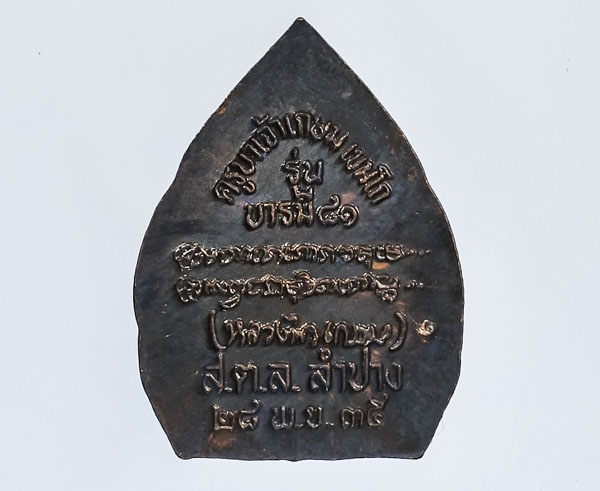 ครูบาเจ้าเกษม เขมโก
รุ่น
บารมี ๘๑
(หลวงพ่อเกษม)
ส.ต.ล. ลำปาง
๒๘ พ.ย. ๓๕